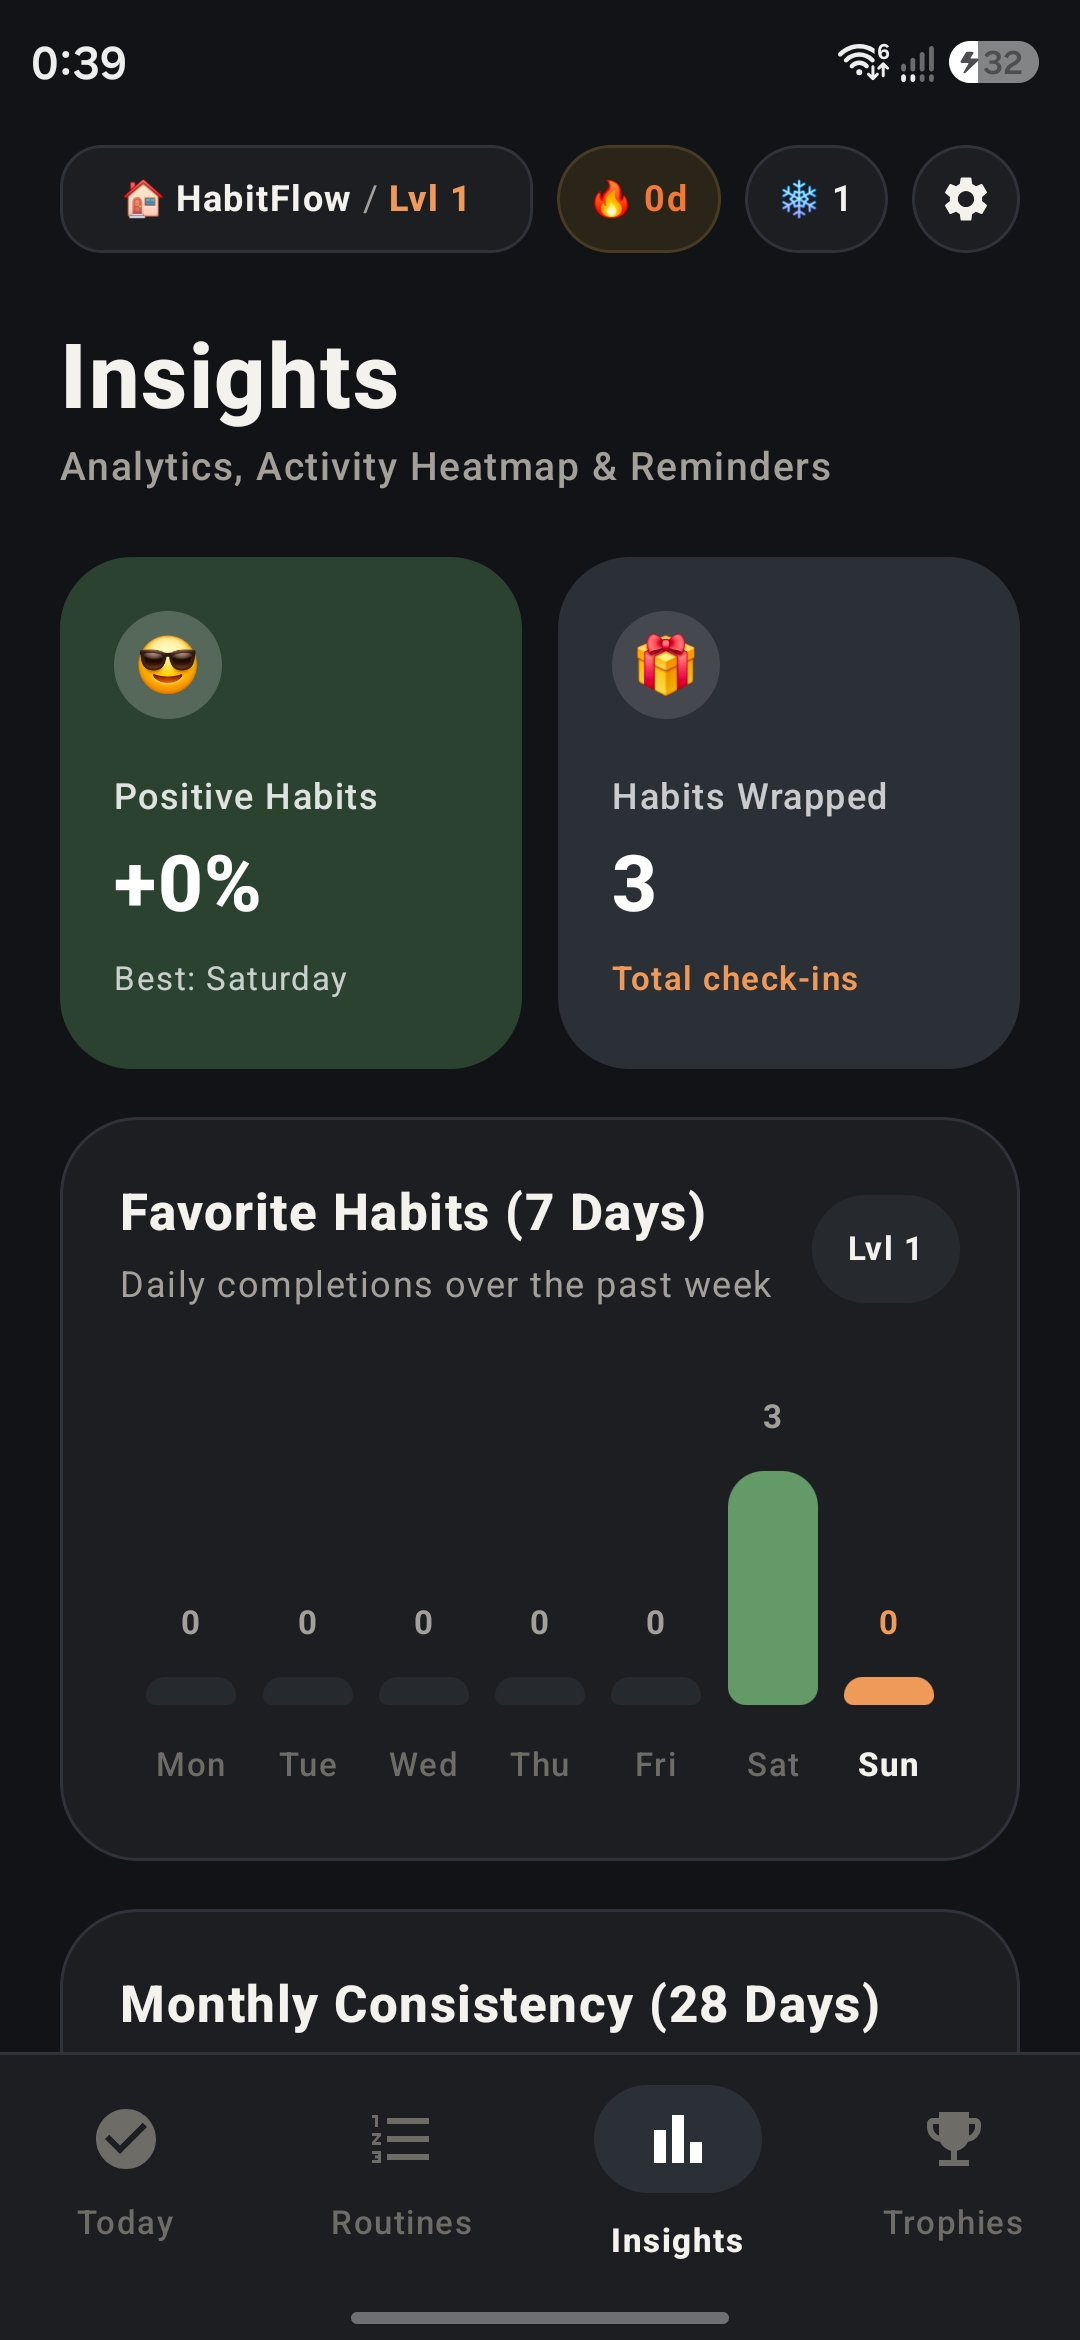 0:39
6
32
HabitFlow / Lvl 1
0d
1
Insights
Analytics, Activity Heatmap & Reminders
Positive Habits
+0%
Best: Saturday
Habits Wrapped
3
Total check-ins
Favorite Habits (7 Days)
Daily completions over the past week
Lvl 1
3
0 0 0 0 0 0
Mon Tue Wed Thu Fri Sat Sun
Monthly Consistency (28 Days)
Today
Routines
Insights
Trophies